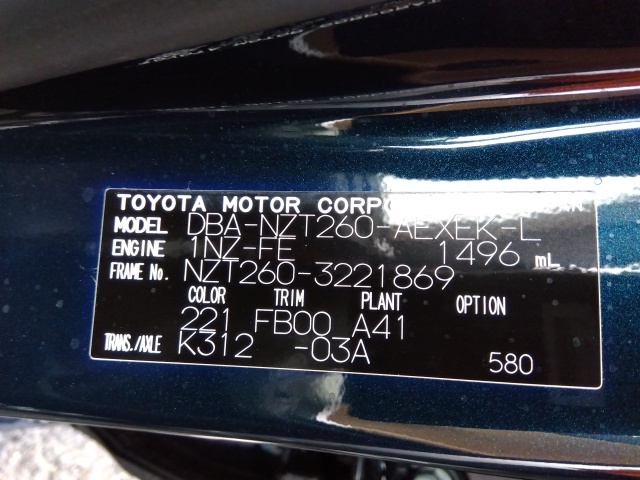 TOYOTA MOTOR CORPO
MODEL DBA-NZT260-AEXEK-L
ENGINE 1NZ-FE 1496 mL
FRAME No. NZT260-3221869
COLOR TRIM PLANT OPTION
221 FB00 A41
TRANS./AXLE K312 -03A 580